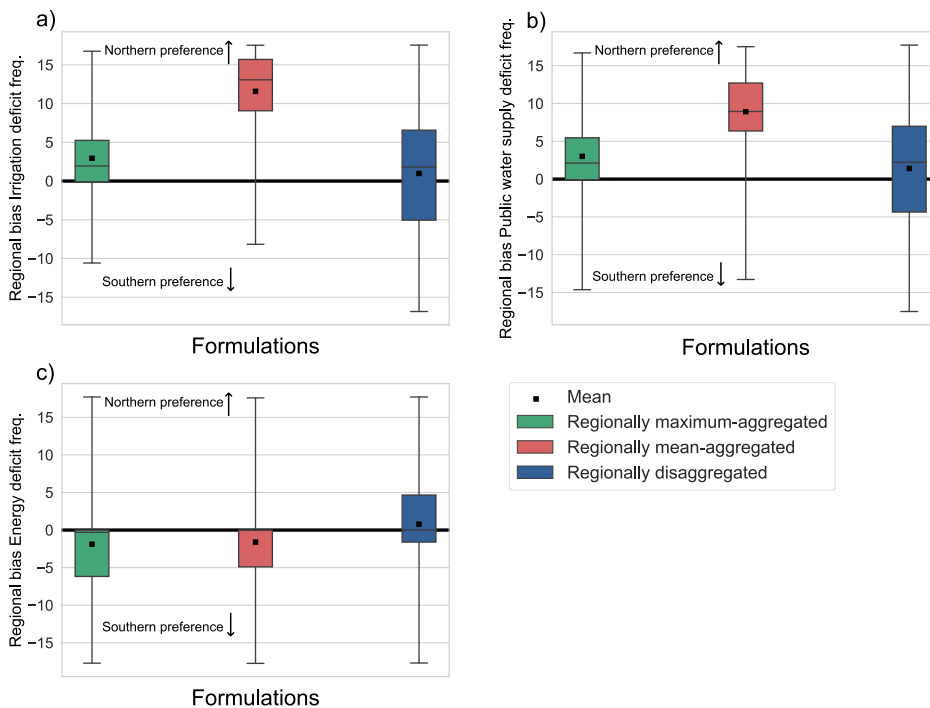 a)
Regional bias Irrigation deficit freq.
15
10
5
0
−5
−10
−15
Northern preference
Southern preference
Formulations
b)
Regional bias Public water supply deficit freq.
15
10
5
0
−5
−10
−15
Northern preference
Southern preference
Formulations
c)
Regional bias Energy deficit freq.
15
10
5
0
−5
−10
−15
Northern preference
Southern preference
Formulations
Mean
Regionally maximum-aggregated
Regionally mean-aggregated
Regionally disaggregated